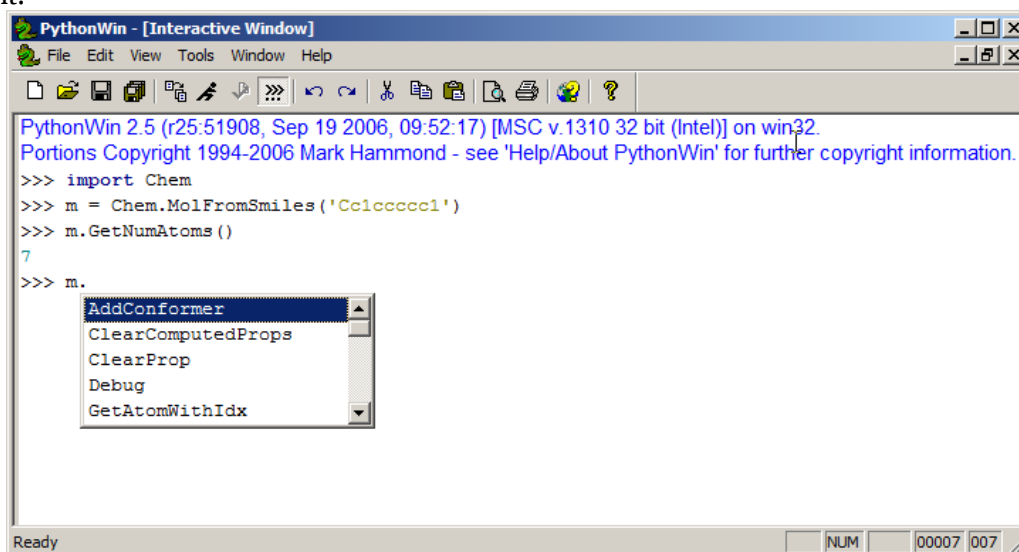 it.
PythonWin - [Interactive Window]
File Edit View Tools Window Help
PythonWin 2.5 (r25:51908, Sep 19 2006, 09:52:17) [MSC v.1310 32 bit (Intel)] on win32.
Portions Copyright 1994-2006 Mark Hammond - see 'Help/About PythonWin' for further copyright information.
>>> import Chem
>>> m = Chem.MolFromSmiles('Cc1ccccc1')
>>> m.GetNumAtoms()
7
>>> m.
AddConformer
ClearComputedProps
ClearProp
Debug
GetAtomWithIdx
Ready NUM 00007 007